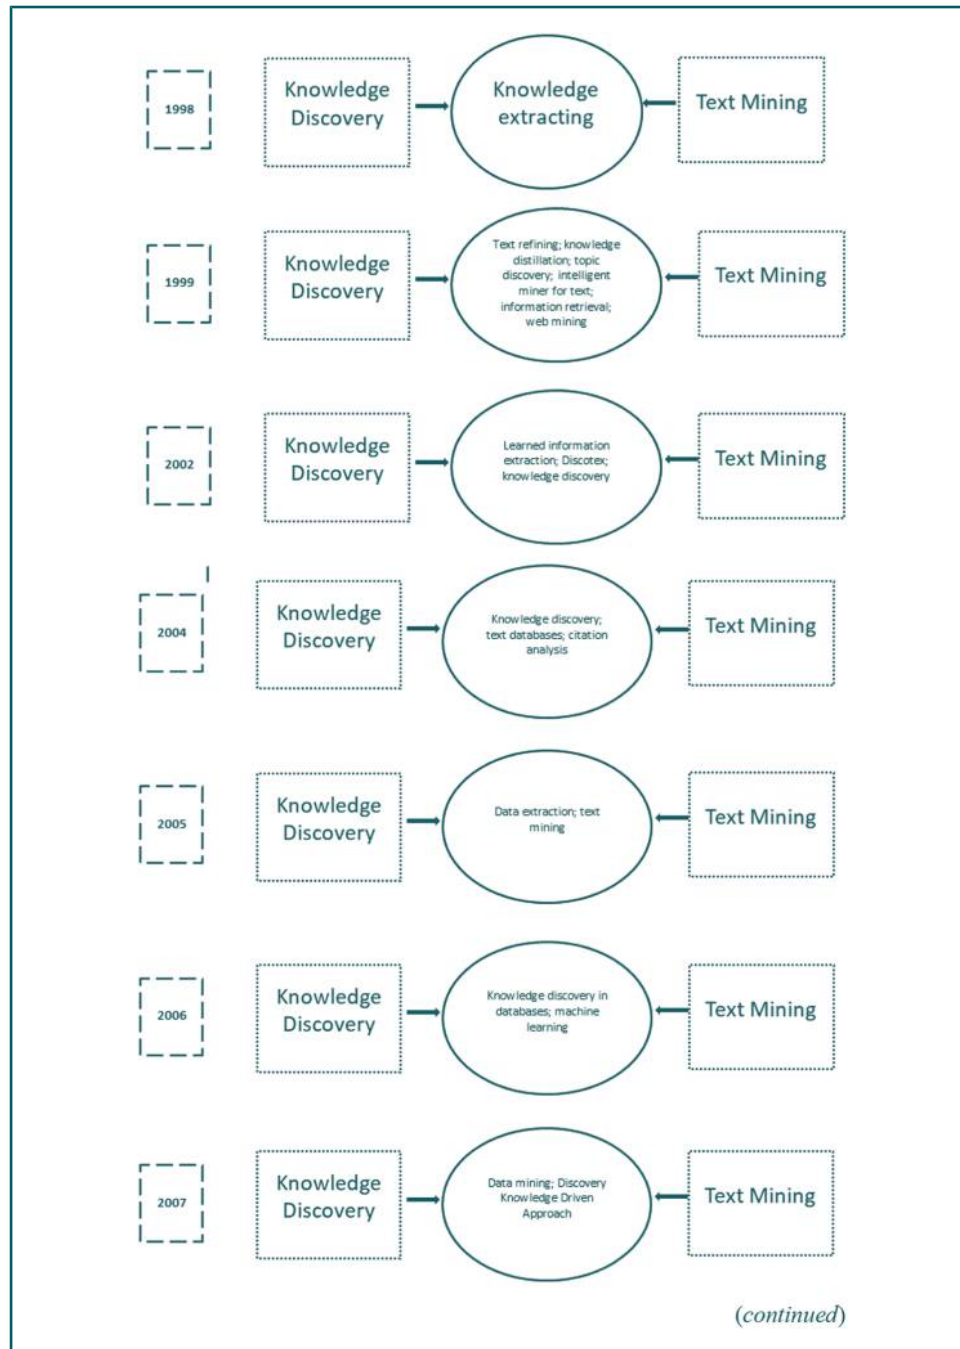 1998
Knowledge
Discovery
Knowledge
extracting
Text Mining
1999
Knowledge
Discovery
Text refining; knowledge
distillation; topic
discovery; intelligent
miner for text;
information retrieval;
web mining
Text Mining
2002
Knowledge
Discovery
Learned information
extraction; Discotex;
knowledge discovery
Text Mining
2004
Knowledge
Discovery
Knowledge discovery;
text databases; citation
analysis
Text Mining
2005
Knowledge
Discovery
Data extraction; text
mining
Text Mining
2006
Knowledge
Discovery
Knowledge discovery in
databases; machine
learning
Text Mining
2007
Knowledge
Discovery
Data mining; Discovery
Knowledge Driven
Approach
Text Mining
(continued)